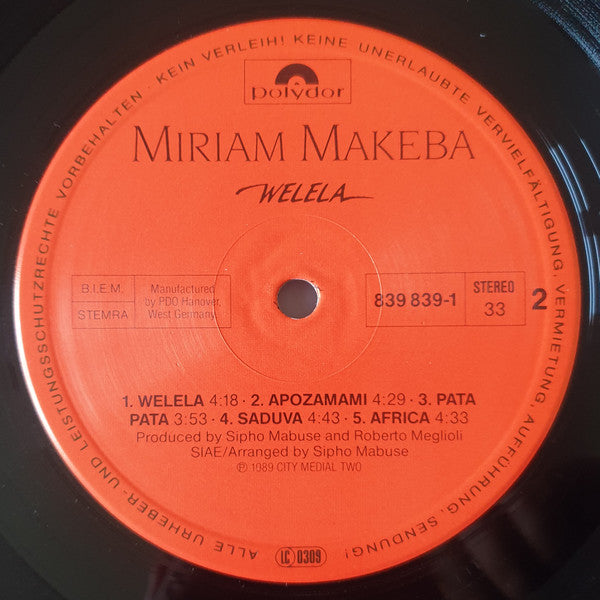 ALLE URHEBER- UND LEISTUNGSSCHUTZRECHTE VORBEHALTEN · KEIN VERLEIH! KEINE UNERLAUBTE VERVIELFÄLTIGUNG, VERMIETUNG, AUFFÜHRUNG, SENDUNG!
polydor
MIRIAM MAKEBA
WELELA
B.I.E.M.
STEMRA
Manufactured
by PDO Hanover,
West Germany
839 839-1
STEREO
33
2
1. WELELA 4:18 · 2. APOZAMAMI 4:29 · 3. PATA
PATA 3:53 · 4. SADUVA 4:43 · 5. AFRICA 4:33
Produced by Sipho Mabuse and Roberto Meglioli
SIAE/Arranged by Sipho Mabuse
℗ 1989 CITY MEDIAL TWO
LC 0309